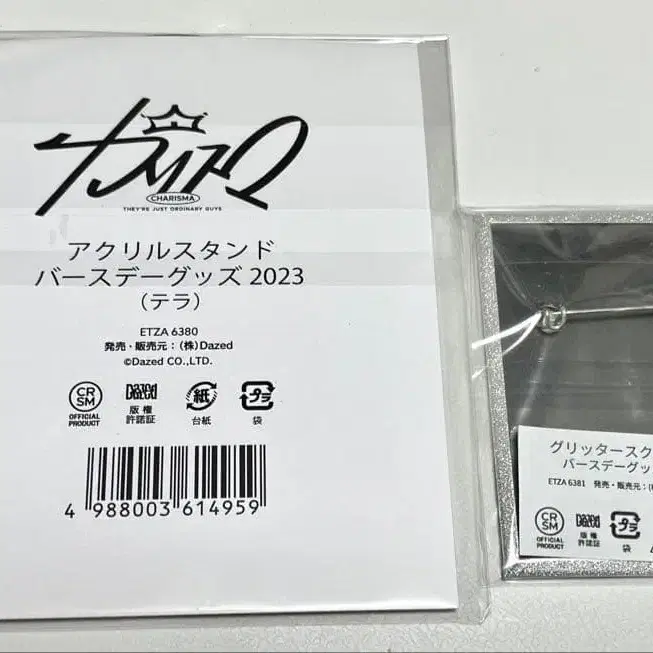 カリスマ
CHARISMA
THEY'RE JUST ORDINARY GUYS
アクリルスタンド
バースデーグッズ 2023
（テラ）
ETZA 6380
発売・販売元：(株)Dazed
©Dazed CO.,LTD.
CR
SM
OFFICIAL
PRODUCT
Dazed
版権
許諾証
紙
台紙
プラ
袋
4 988003 614959
グリッタースク
バースデーグッ
ETZA 6381 発売・販売元：(
CR
SM
OFFICIAL
PRODUCT
Dazed
版権
許諾証
プラ
袋